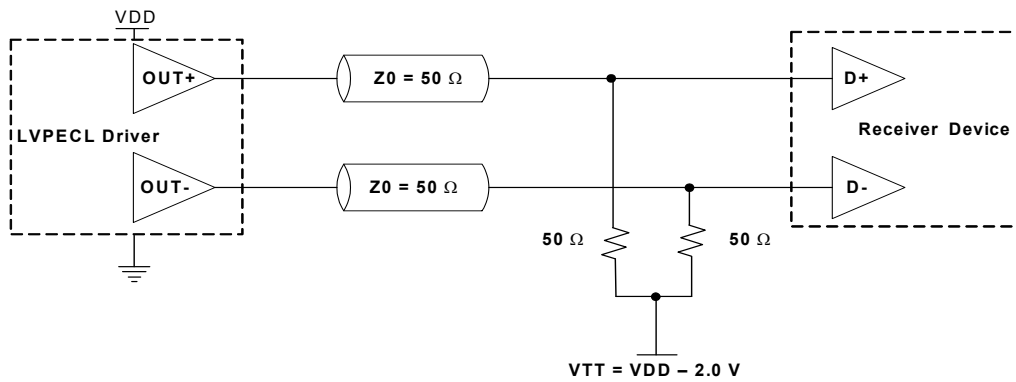 VDD
OUT+
Z0 = 50 Ω
D+
LVPECL Driver
Receiver Device
OUT-
Z0 = 50 Ω
D-
50 Ω
50 Ω
VTT = VDD – 2.0 V